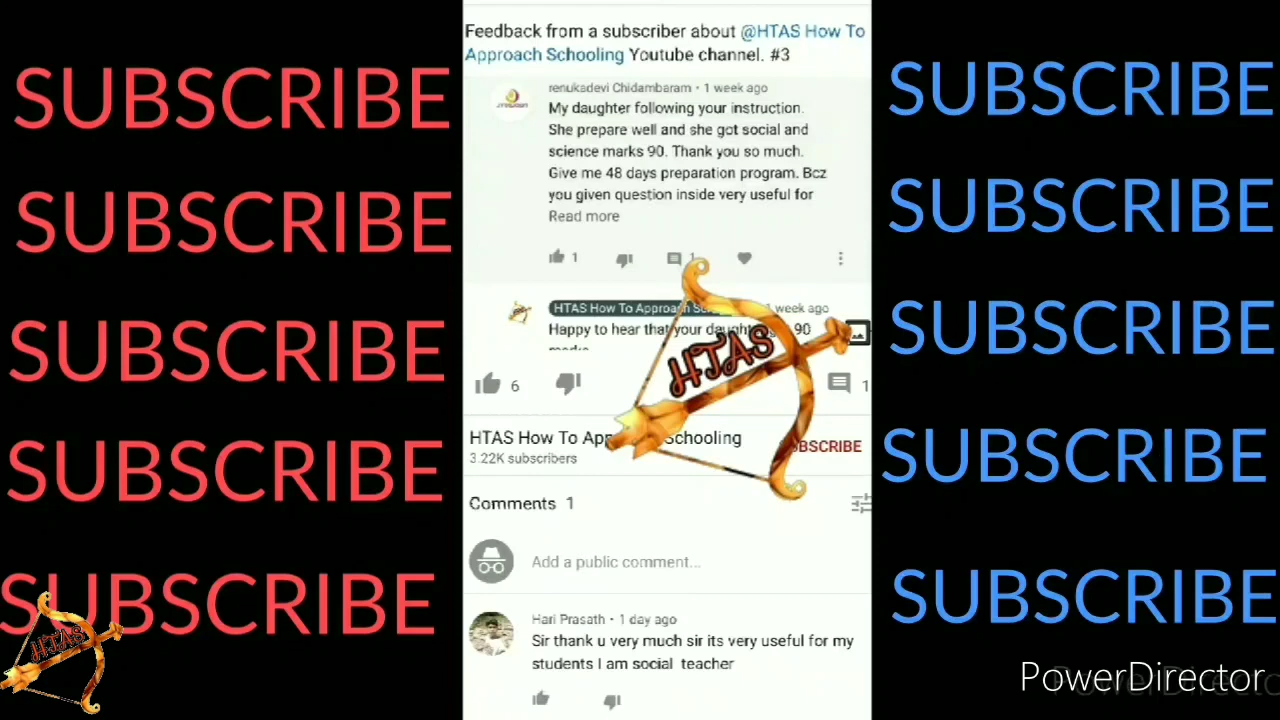 SUBSCRIBE
SUBSCRIBE
SUBSCRIBE
SUBSCRIBE
SUBSCRIBE
HTAS
Feedback from a subscriber about @HTAS How To
Approach Schooling Youtube channel. #3
renukadevi Chidambaram • 1 week ago
My daughter following your instruction.
She prepare well and she got social and
science marks 90. Thank you so much.
Give me 48 days preparation program. Bcz
you given question inside very useful for
Read more
1
1
HTAS How To Approach
1 week ago
Happy to hear that your 90
marks
HTAS
6
1
HTAS How To Schooling
SUBSCRIBE
3.22K subscribers
Comments 1
Add a public comment...
Hari Prasath • 1 day ago
Sir thank u very much sir its very useful for my
students I am social teacher
SUBSCRIBE
SUBSCRIBE
SUBSCRIBE
SUBSCRIBE
SUBSCRIBE
PowerDirector